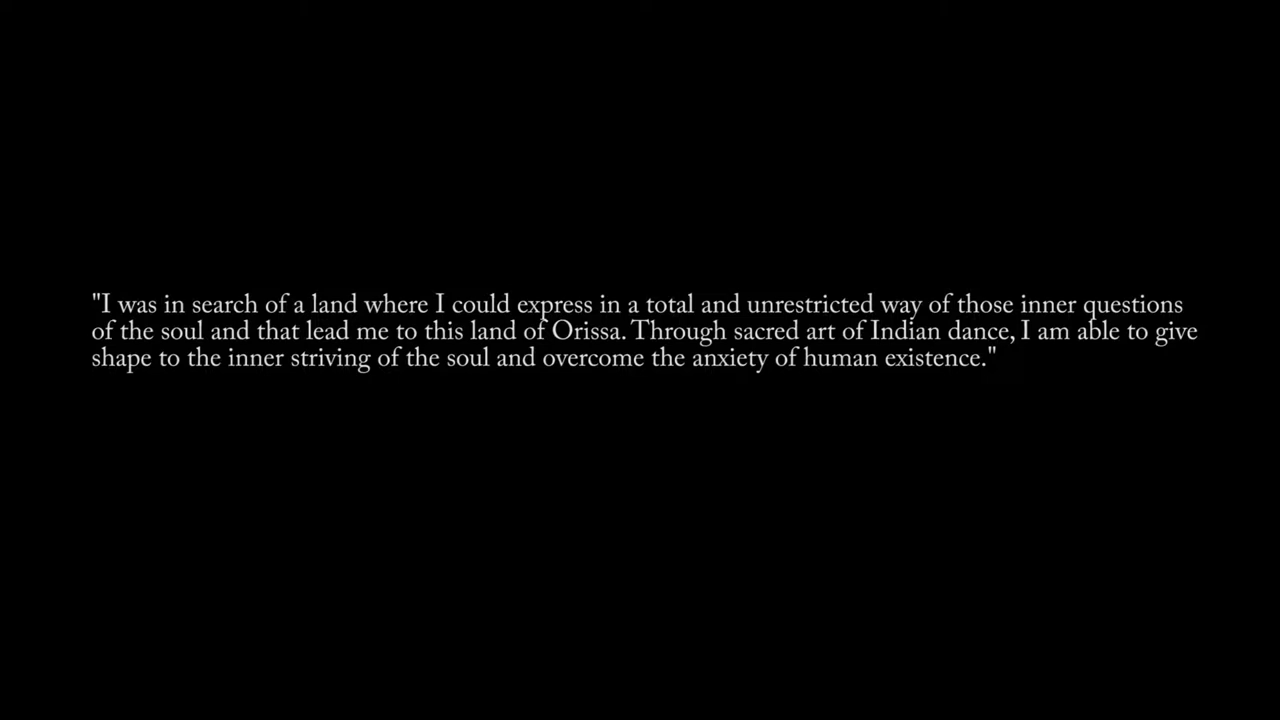 "I was in search of a land where I could express in a total and unrestricted way of those inner questions
of the soul and that lead me to this land of Orissa. Through sacred art of Indian dance, I am able to give
shape to the inner striving of the soul and overcome the anxiety of human existence."